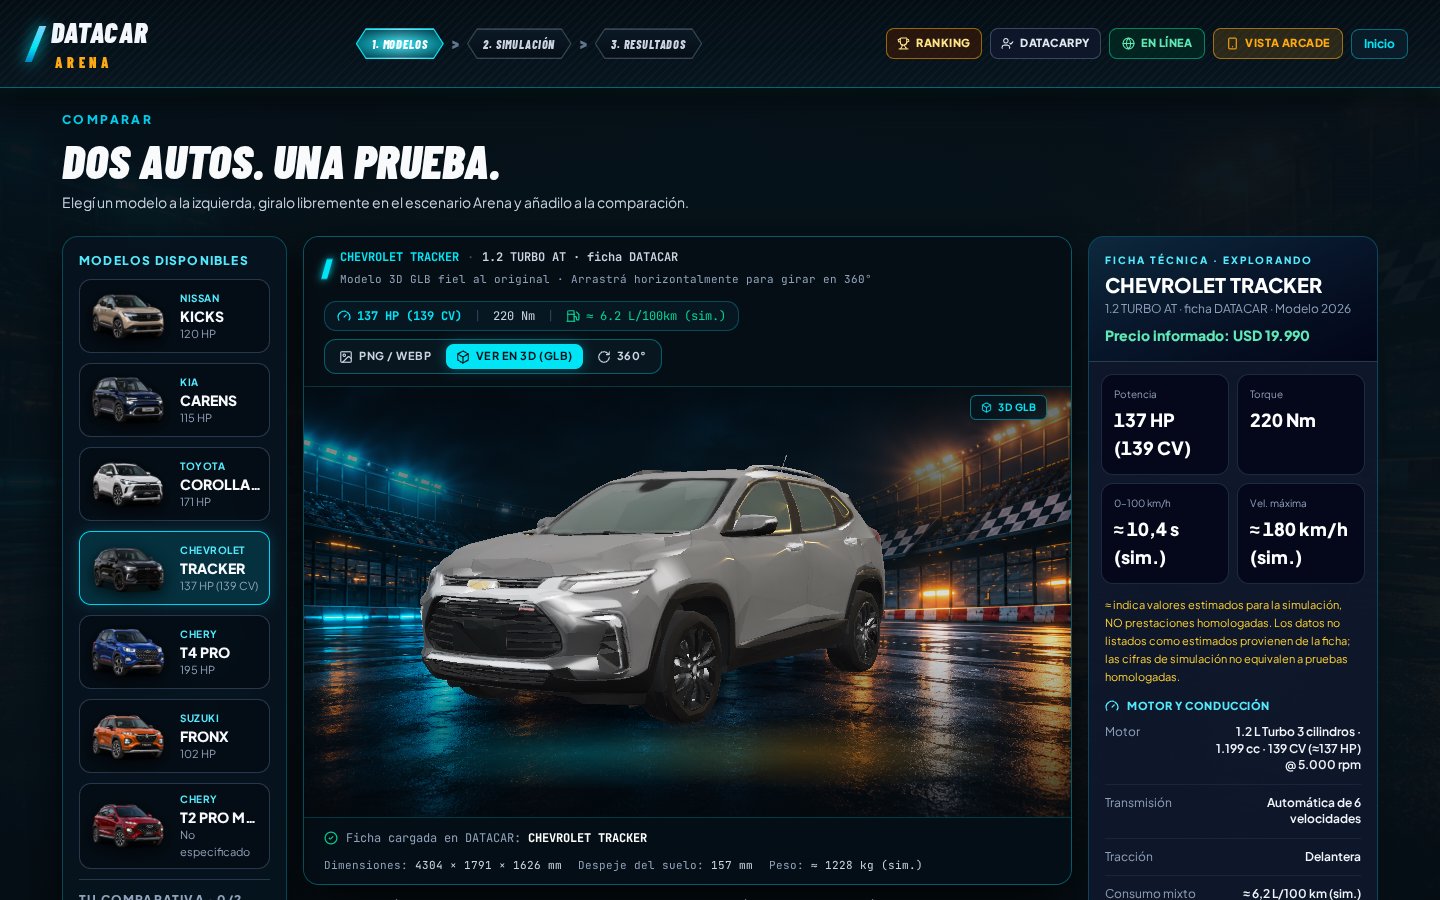 DATACAR
ARENA
1. MODELOS > 2. SIMULACIÓN > 3. RESULTADOS
RANKING
DATACARPY
EN LÍNEA
VISTA ARCADE
Inicio
COMPARAR
DOS AUTOS. UNA PRUEBA.
Elegí un modelo a la izquierda, giralo libremente en el escenario Arena y añadilo a la comparación.
MODELOS DISPONIBLES
NISSAN
KICKS
120 HP
KIA
CARENS
115 HP
TOYOTA
COROLLA...
171 HP
CHEVROLET
TRACKER
137 HP (139 CV)
CHERY
T4 PRO
195 HP
SUZUKI
FRONX
102 HP
CHERY
T2 PRO M...
No
especificado
TU COMPARATIVA · 0/2
CHEVROLET TRACKER · 1.2 TURBO AT · ficha DATACAR
Modelo 3D GLB fiel al original · Arrastrá horizontalmente para girar en 360°
137 HP (139 CV) | 220 Nm | ≈ 6.2 L/100km (sim.)
PNG / WEBP
VER EN 3D (GLB)
360°
3D GLB
Ficha cargada en DATACAR: CHEVROLET TRACKER
Dimensiones: 4304 × 1791 × 1626 mm Despeje del suelo: 157 mm Peso: ≈ 1228 kg (sim.)
FICHA TÉCNICA · EXPLORANDO
CHEVROLET TRACKER
1.2 TURBO AT · ficha DATACAR · Modelo 2026
Precio informado: USD 19.990
Potencia
137 HP
(139 CV)
Torque
220 Nm
0-100 km/h
≈ 10,4 s
(sim.)
Vel. máxima
≈ 180 km/h
(sim.)
≈ indica valores estimados para la simulación,
NO prestaciones homologadas. Los datos no
listados como estimados provienen de la ficha;
las cifras de simulación no equivalen a pruebas
homologadas.
MOTOR Y CONDUCCIÓN
Motor
1.2 L Turbo 3 cilindros ·
1.199 cc · 139 CV (≈137 HP)
@ 5.000 rpm
Transmisión
Automática de 6
velocidades
Tracción
Delantera
Consumo mixto
≈ 6,2 L/100 km (sim.)